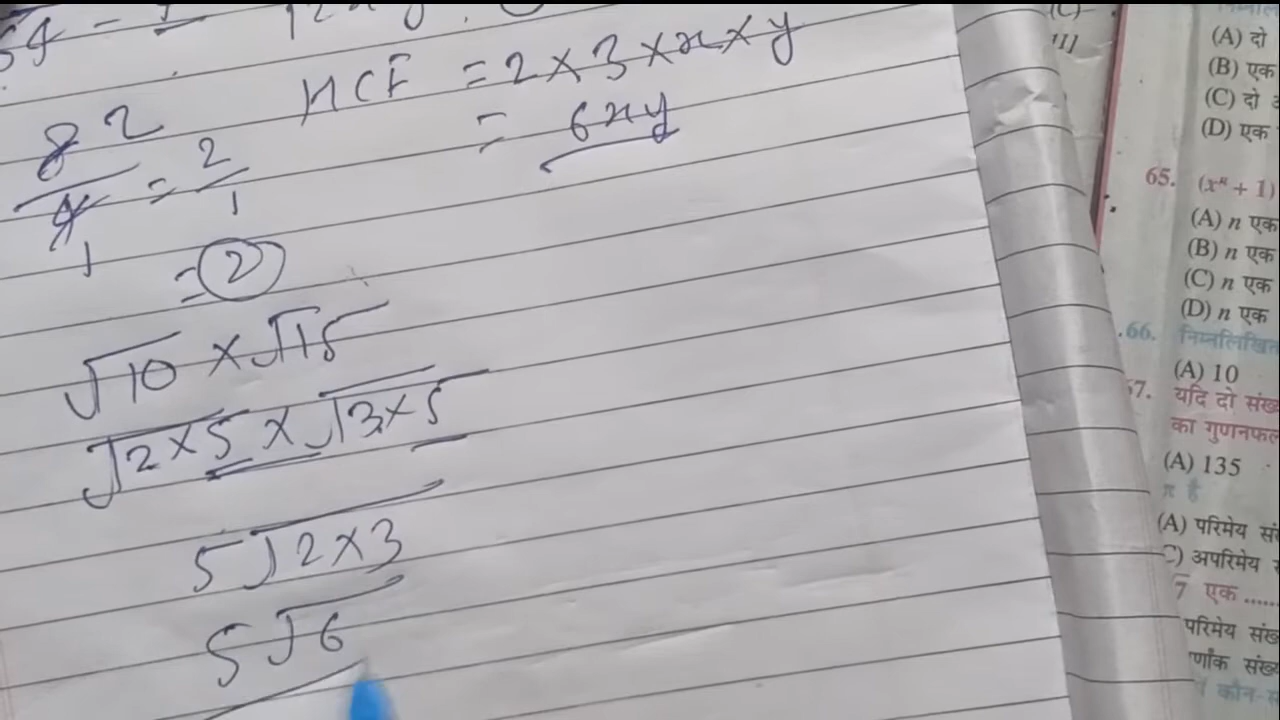 HCF = 2 × 3 × x × y
= 6xy
8 2
4 = 2/1
1
= 2
√10 × √15
√2×5 × √3×5
5√2×3
5√6
(A) दो
(B) एक
(C) दो
(D) एक
65. (xⁿ + 1)
(A) n एक
(B) n एक
(C) n एक
(D) n एक
66. निम्नलिखित
(A) 10
यदि दो
का गुणनफल
(A) 135
(A) परिमेय
अपरिमेय
एक ......
परिमेय